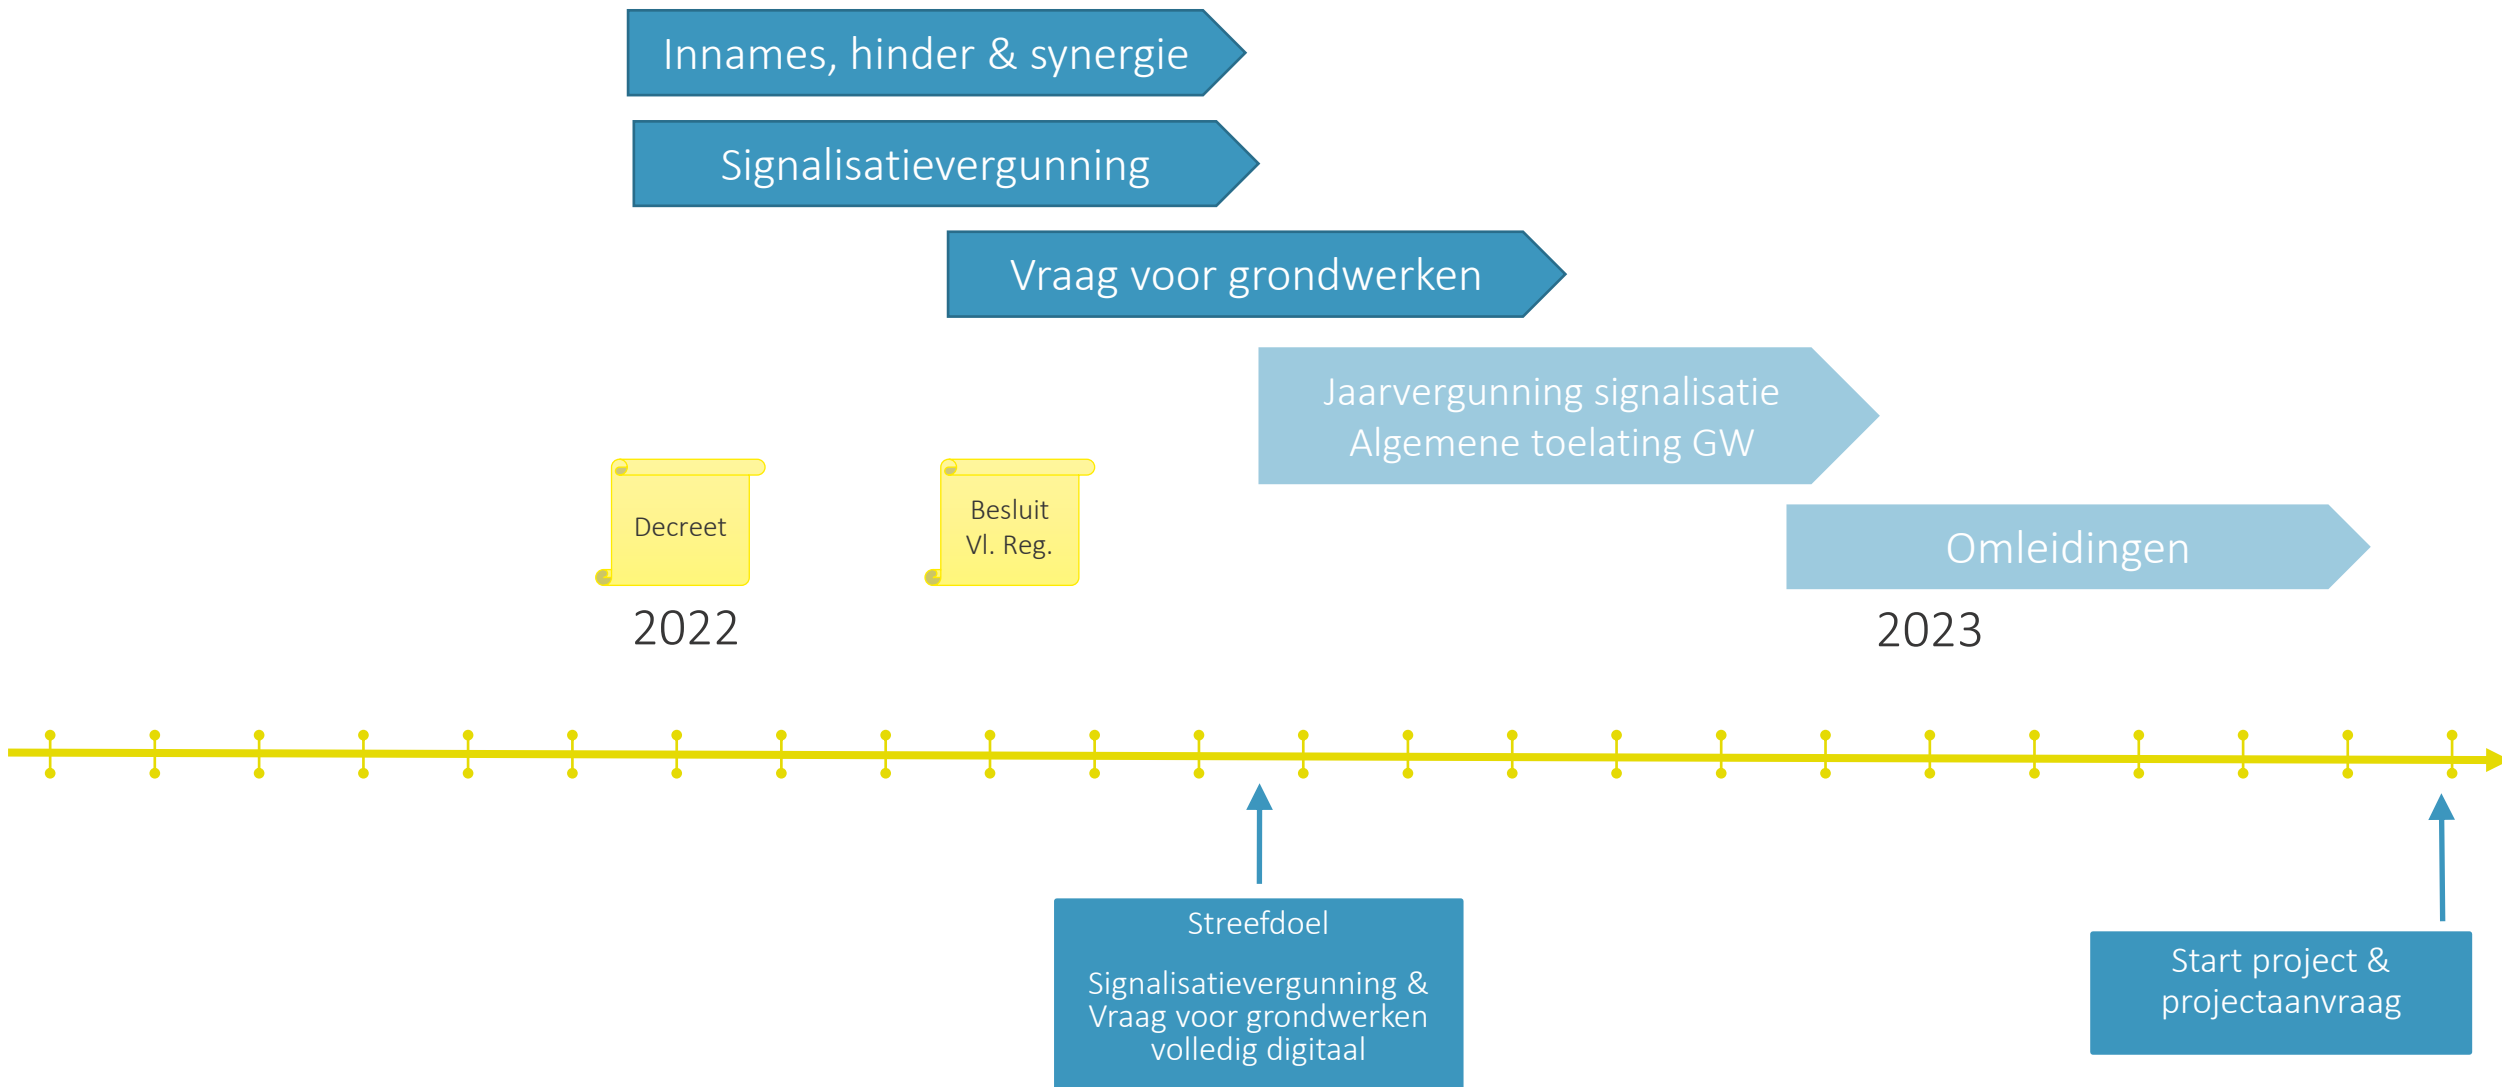 Innames, hinder & synergie
Signalisatievergunning
Vraag voor grondwerken
Jaarvergunning signalisatie
Algemene toelating GW
Decreet
Besluit
Vl. Reg.
Omleidingen
2022
2023
Streefdoel
Signalisatievergunning &
Vraag voor grondwerken
volledig digitaal
Start project &
projectaanvraag